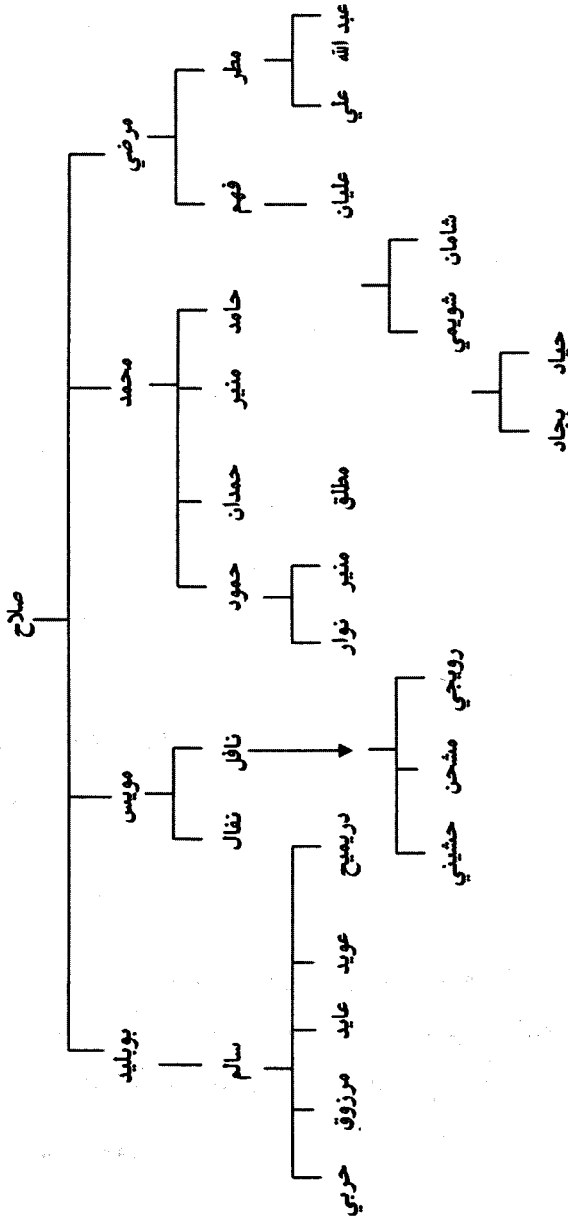 صلاح
مرضي محمد مويس بويليد
مطر فهم حامد منير حمدان حمود نافل نفال سالم
عبد الله علي عليان مطلق منير نوار دريميح عويد عايد مرزوق حربي
شامان شويمي رويجي مشحن حشيني
حياد بجاد